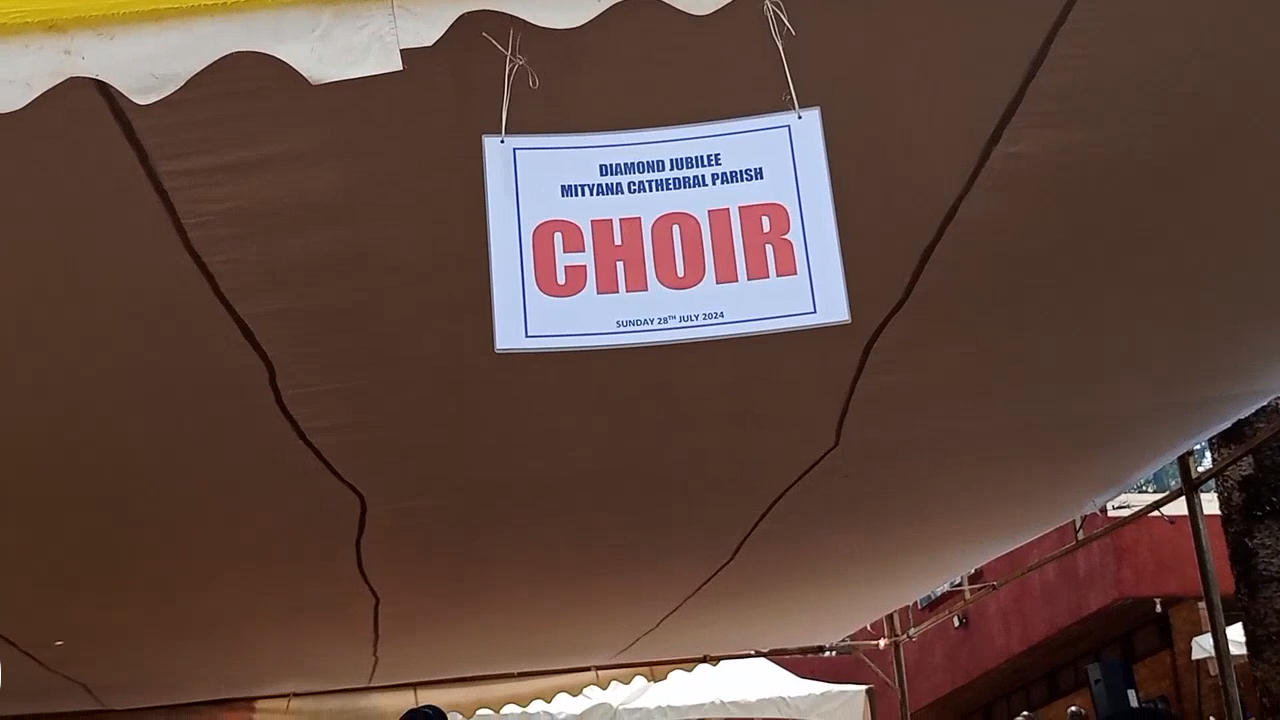 DIAMOND JUBILEE
MITYANA CATHEDRAL PARISH
CHOIR
SUNDAY 28TH JULY 2024